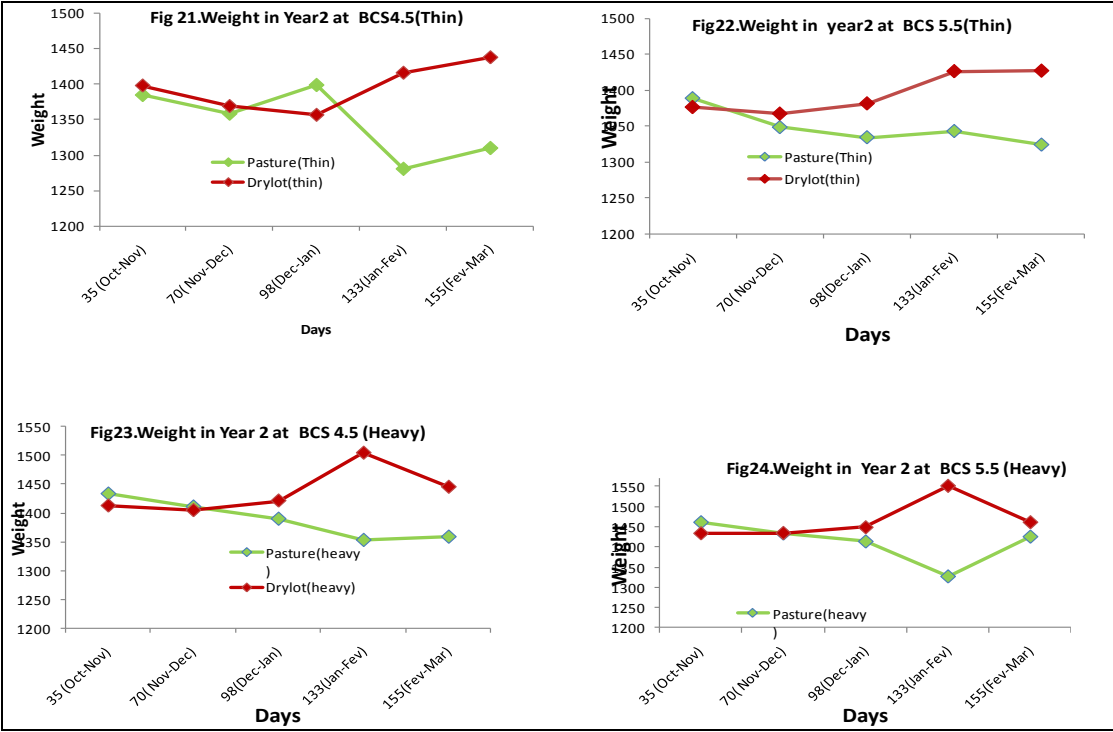 Fig 21.Weight in Year2 at BCS4.5(Thin)
1500
1450
1400
1350
1300
1250
1200
Weight
Pasture(Thin)
Drylot(thin)
35 (Oct-Nov)
70( Nov-Dec)
98(Dec-Jan)
133(Jan-Fev)
155(Fev-Mar)
Days
Fig22.Weight in year2 at BCS 5.5(Thin)
1500
1450
1400
1350
1300
1250
1200
Weight
Pasture(Thin)
Drylot(thin)
35 (Oct-Nov)
70( Nov-Dec)
98(Dec-Jan)
133(Jan-Fev)
155(Fev-Mar)
Days
Fig23.Weight in Year 2 at BCS 4.5 (Heavy)
1550
1500
1450
1400
1350
1300
1250
1200
Weight
Pasture(heavy
)
Drylot(heavy)
35 (Oct-Nov)
70( Nov-Dec)
98(Dec-Jan)
133(Jan-Fev)
155(Fev-Mar)
Days
Fig24.Weight in Year 2 at BCS 5.5 (Heavy)
1550
1500
1450
1400
1350
1300
1250
1200
Weight
Pasture(heavy
)
35 (Oct-Nov)
70( Nov-Dec)
98(Dec-Jan)
133(Jan-Fev)
155(Fev-Mar)
Days